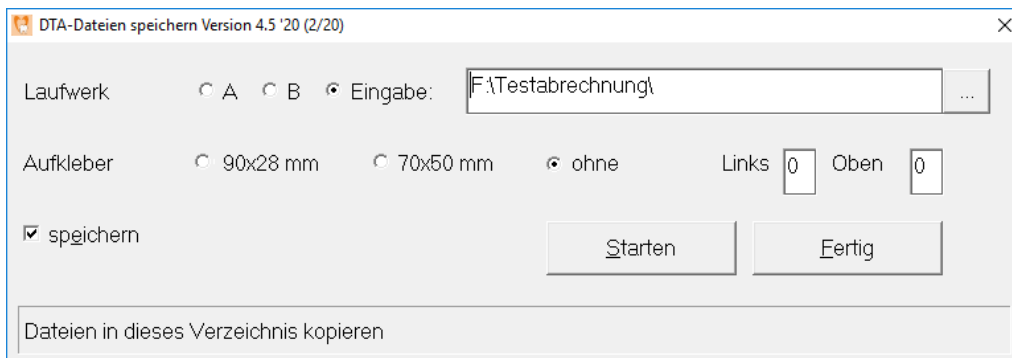 DTA-Dateien speichern Version 4.5 '20 (2/20)
Laufwerk A B Eingabe: F:\Testabrechnung\ ...
Aufkleber 90x28 mm 70x50 mm ohne Links 0 Oben 0
speichern Starten Fertig
Dateien in dieses Verzeichnis kopieren